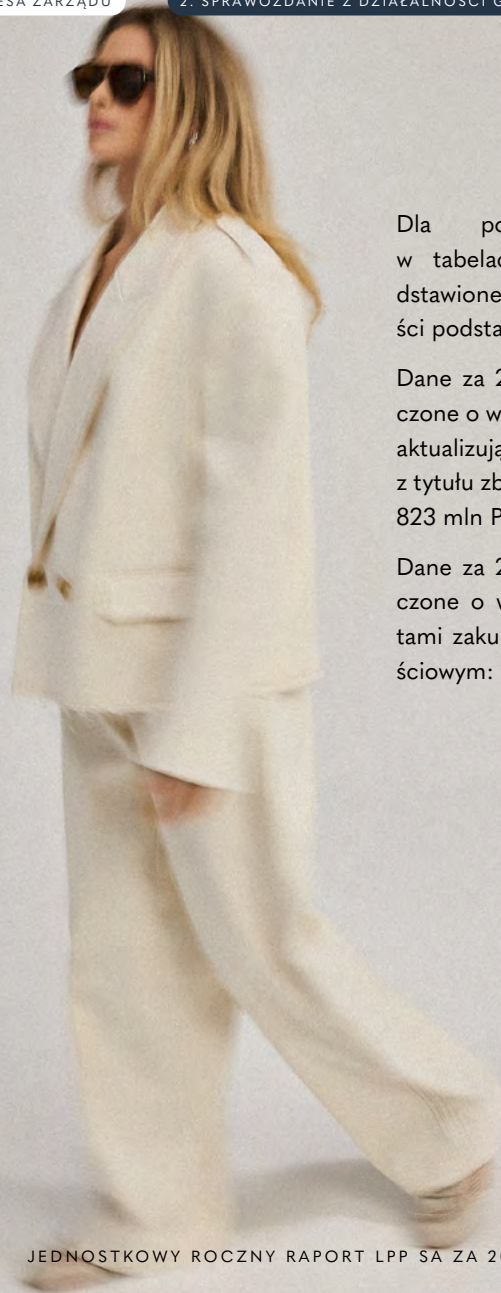 ESA ZARZĄDU
2. SPRAWOZDANIE Z DZIAŁALNOŚCI G
Dla po
w tabelac
dstawione
ści podsta
Dane za 2
czone o w
aktualizują
z tytułu zb
823 mln P
Dane za 2
czone o w
tami zaku
ściowym:
JEDNOSTKOWY ROCZNY RAPORT LPP SA ZA 20